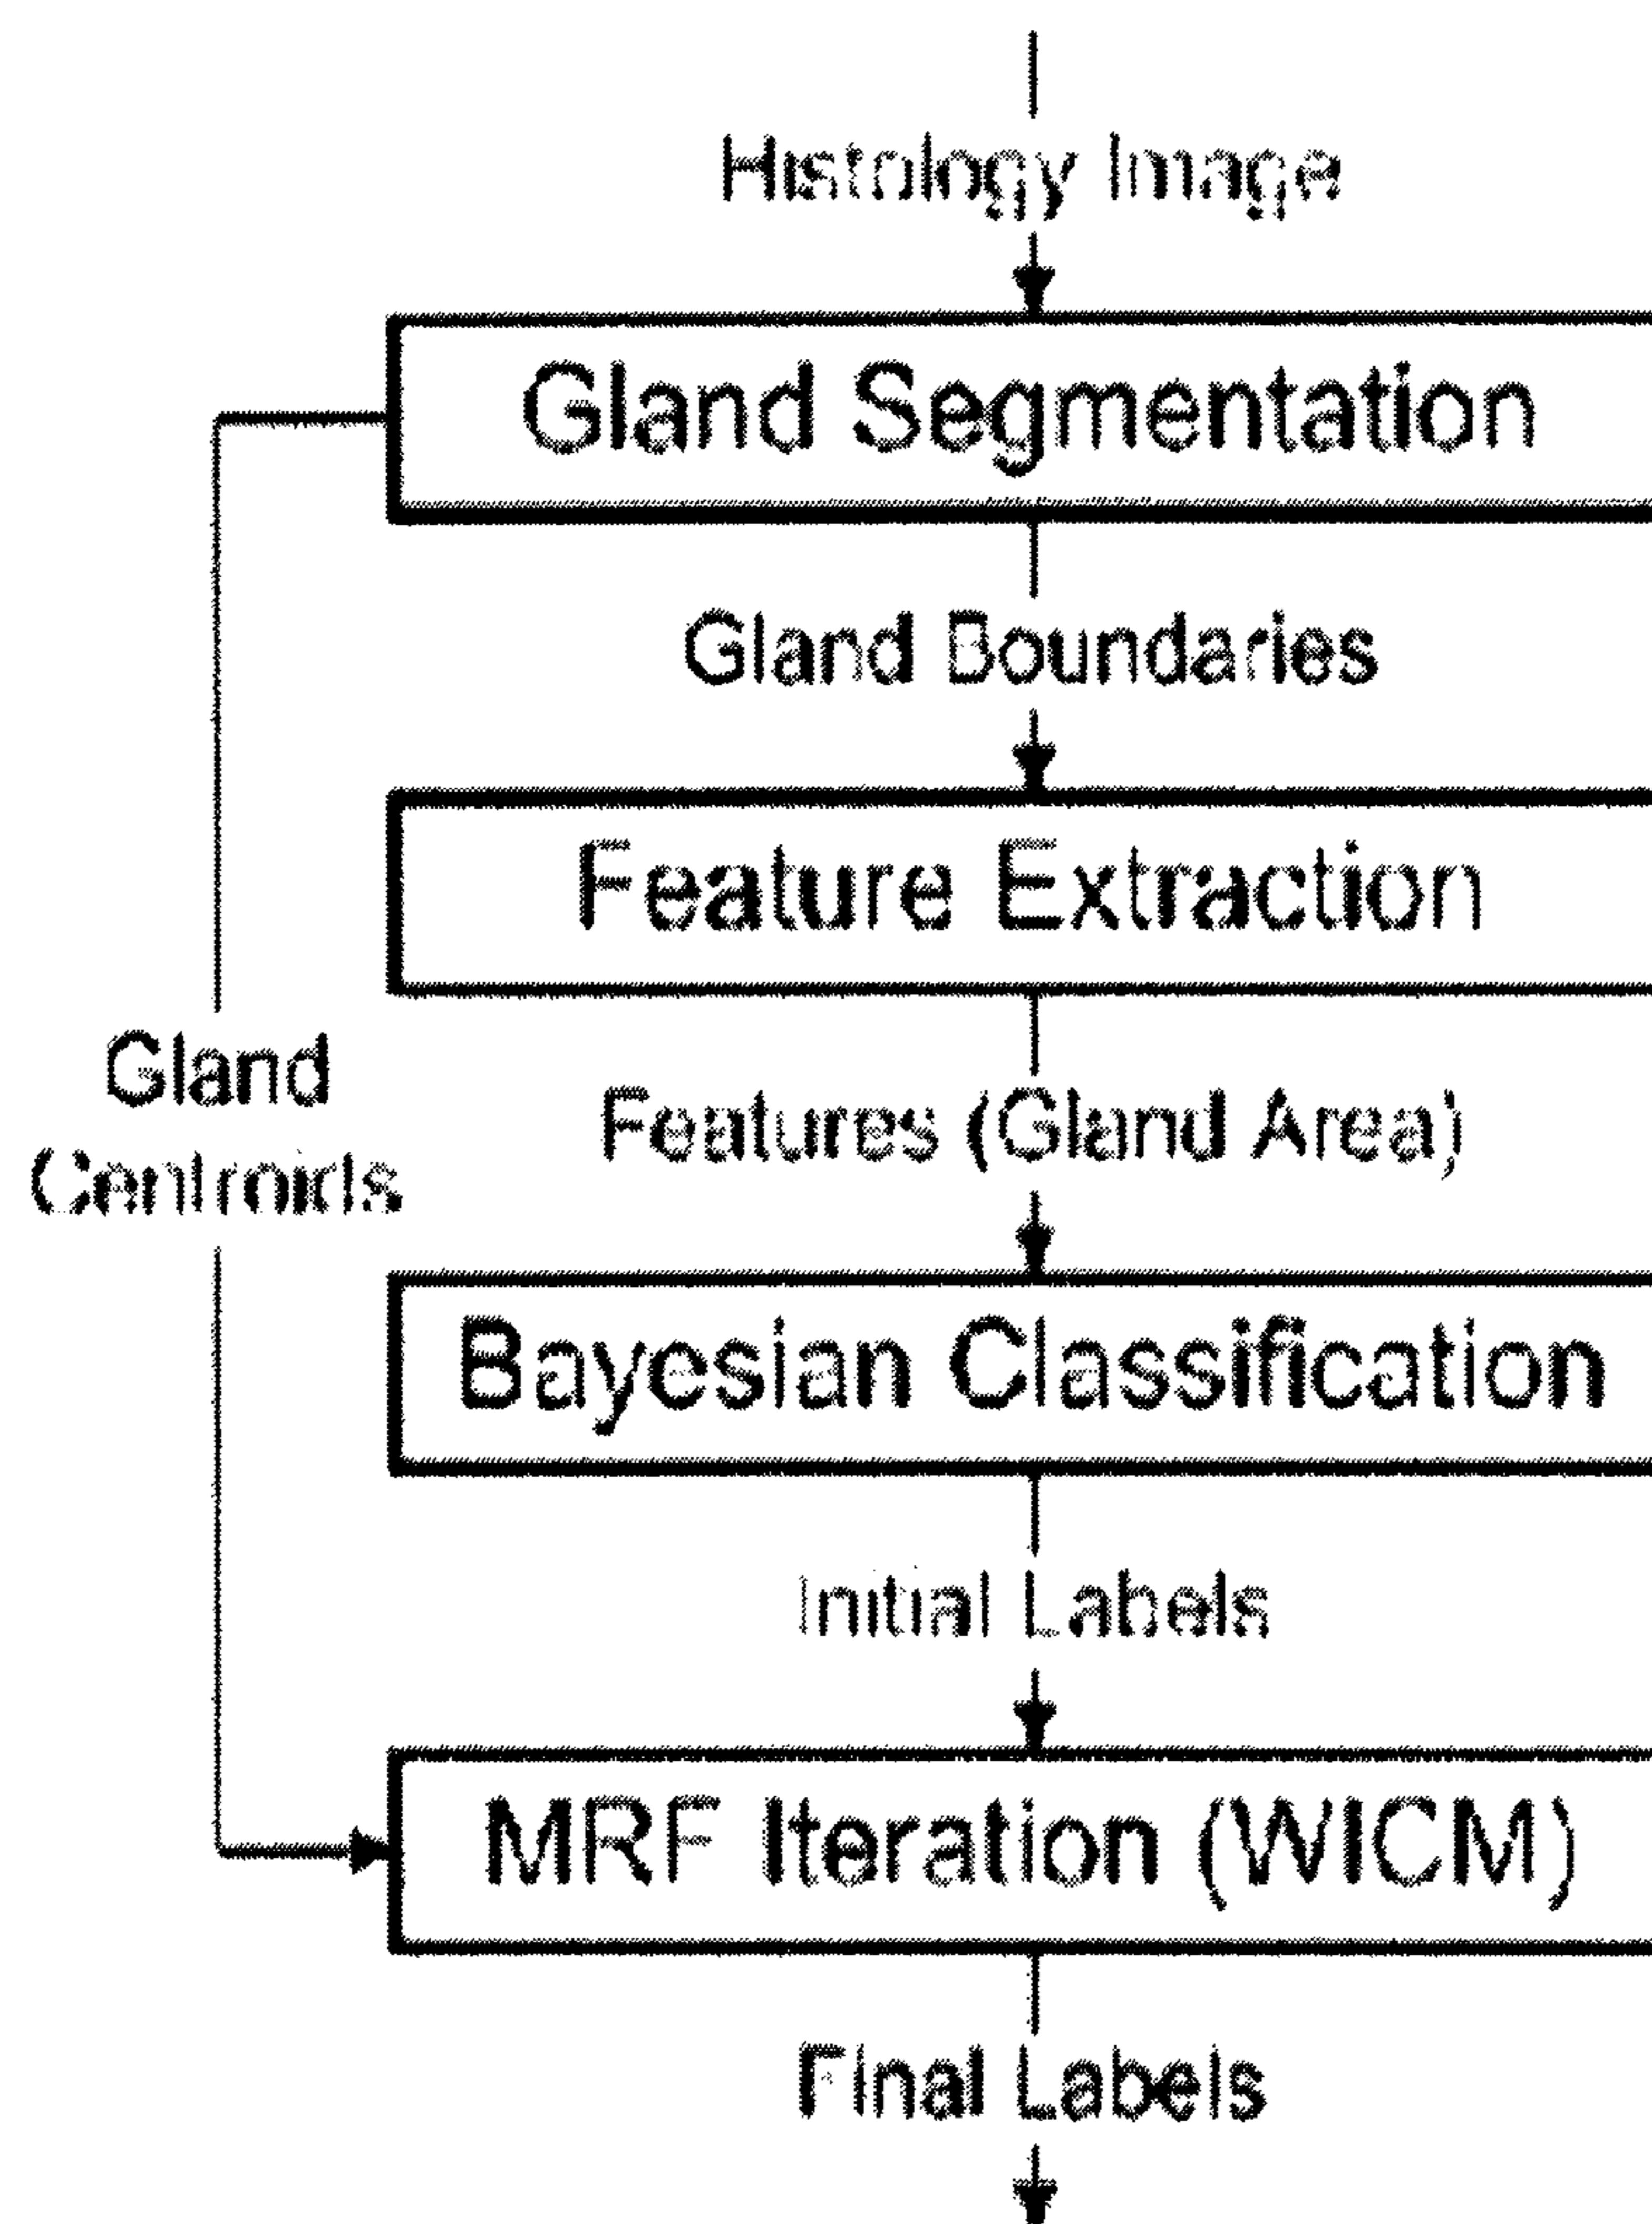 Histology Image
Gland Segmentation
Gland Boundaries
Feature Extraction
Gland
Centroids
Features (Gland Area)
Bayesian Classification
Initial Labels
MRF Iteration (WICM)
Final Labels